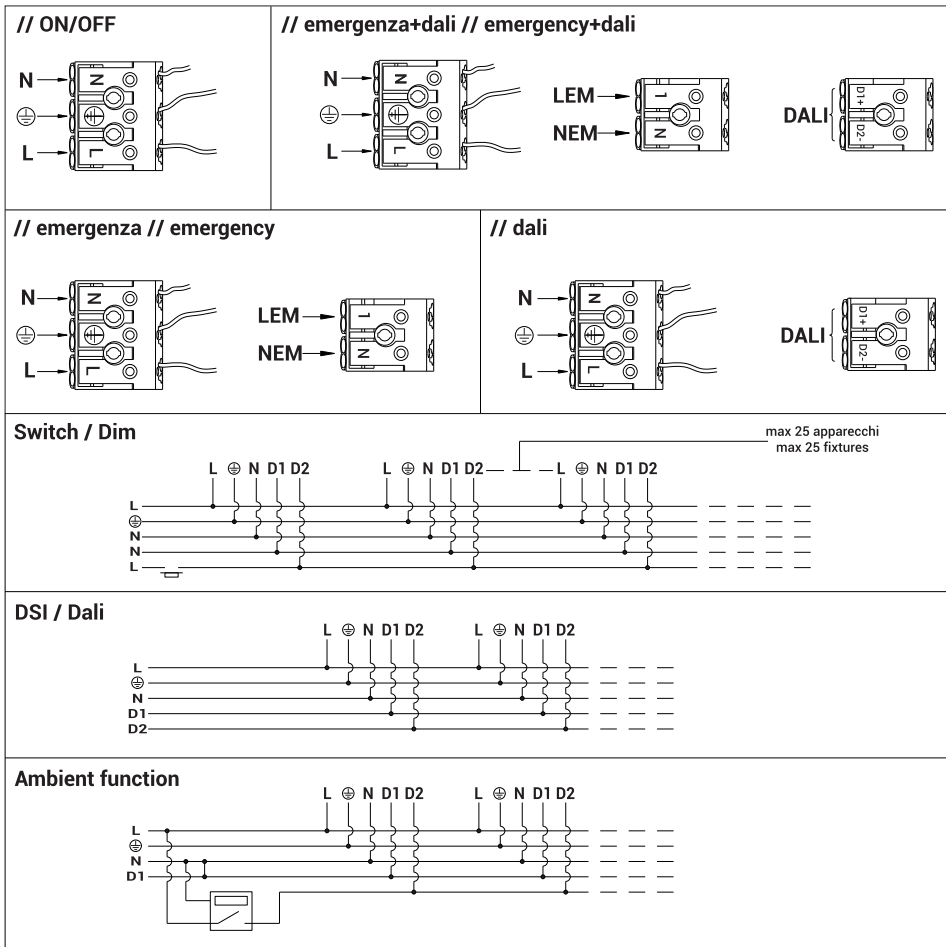 // ON/OFF
N
L
N
L
// emergenza+dali // emergency+dali
N
L
N
L
LEM
NEM
1
N
DALI
D1+
D2-
// emergenza // emergency
N
L
N
L
LEM
NEM
1
N
// dali
N
L
N
L
DALI
D1+
D2-
Switch / Dim
max 25 apparecchi
max 25 fixtures
L N D1 D2 L N D1 D2 L N D1 D2
L
N
N
L
DSI / Dali
L N D1 D2 L N D1 D2
L
N
D1
D2
Ambient function
L N D1 D2 L N D1 D2
L
N
D1